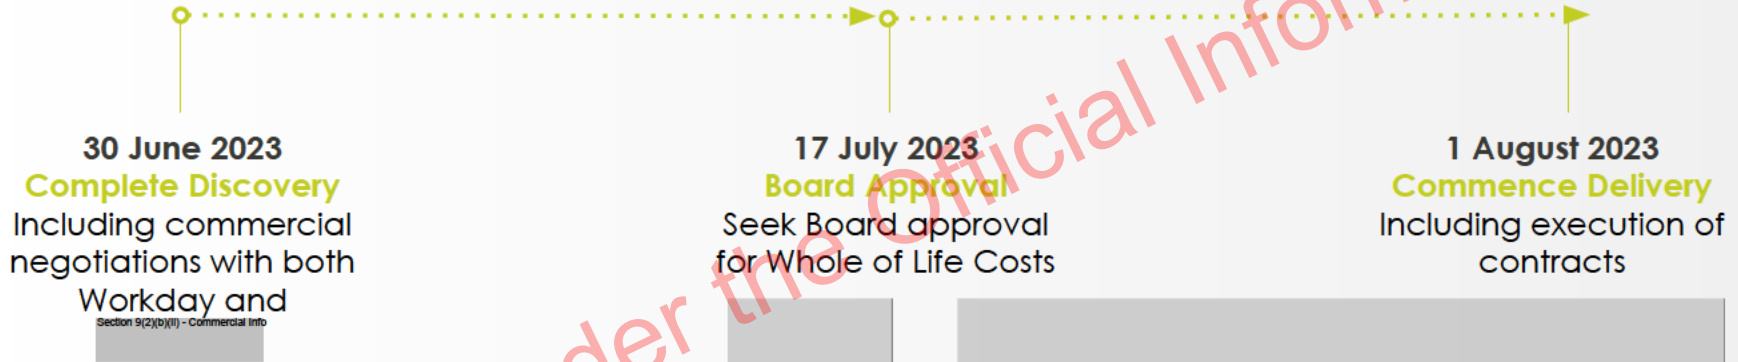 30 June 2023
Complete Discovery
Including commercial
negotiations with both
Workday and
Section 9(2)(b)(ii) - Commercial Info
17 July 2023
Board Approval
Seek Board approval
for Whole of Life Costs
1 August 2023
Commence Delivery
Including execution of
contracts
the Official